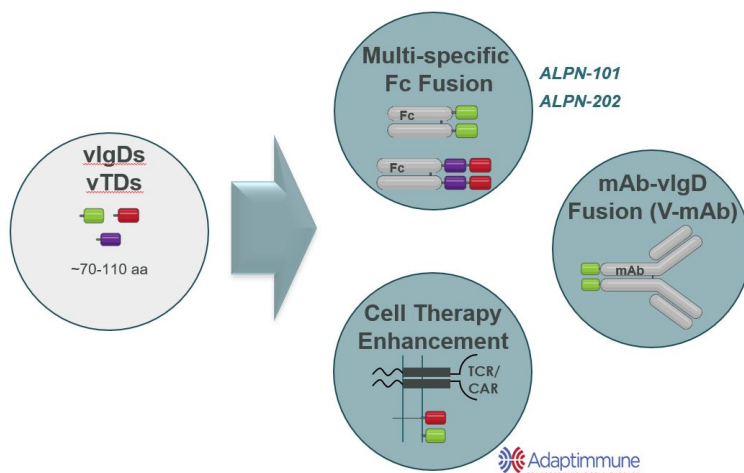 vIgDs
vTDs
~70-110 aa
Multi-specific
Fc Fusion
Fc
Fc
ALPN-101
ALPN-202
mAb-vIgD
Fusion (V-mAb)
mAb
Cell Therapy
Enhancement
TCR/
CAR
Adaptimmune